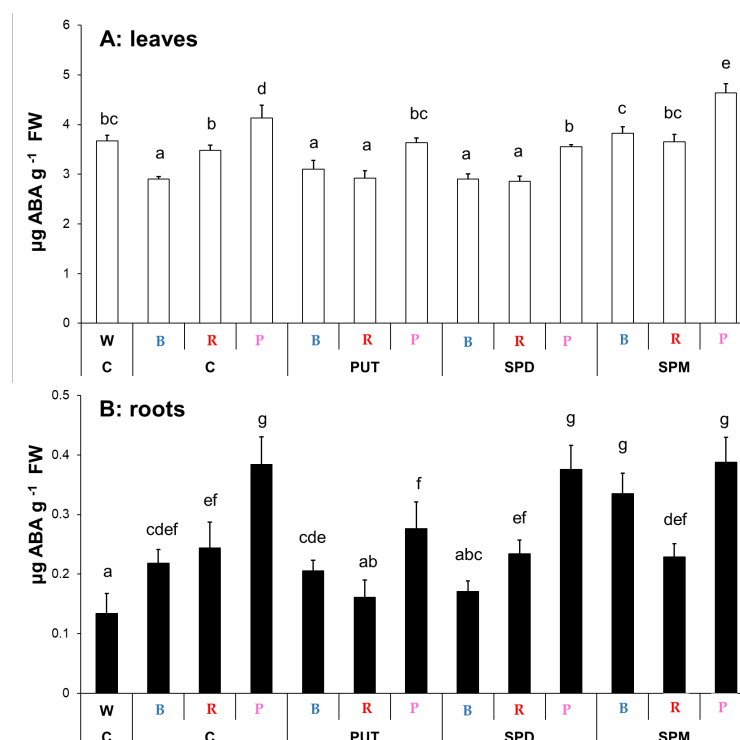 A: leaves
µg ABA g -1 FW
6
5
4
3
2
1
0
bc
a
b
d
a
a
bc
a
a
b
c
bc
e
W B R P B R P B R P B R P
C C PUT SPD SPM
B: roots
µg ABA g -1 FW
0.5
0.4
0.3
0.2
0.1
0
a
cdef
ef
g
cde
ab
f
abc
ef
g
g
def
g
W B R P B R P B R P B R P
C C PUT SPD SPM